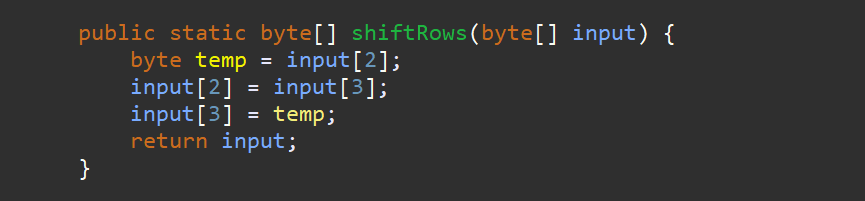 public static byte[] shiftRows(byte[] input) {
    byte temp = input[2];
    input[2] = input[3];
    input[3] = temp;
    return input;
}